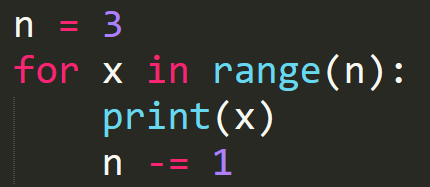 n = 3
for x in range(n):
    print(x)
    n -= 1